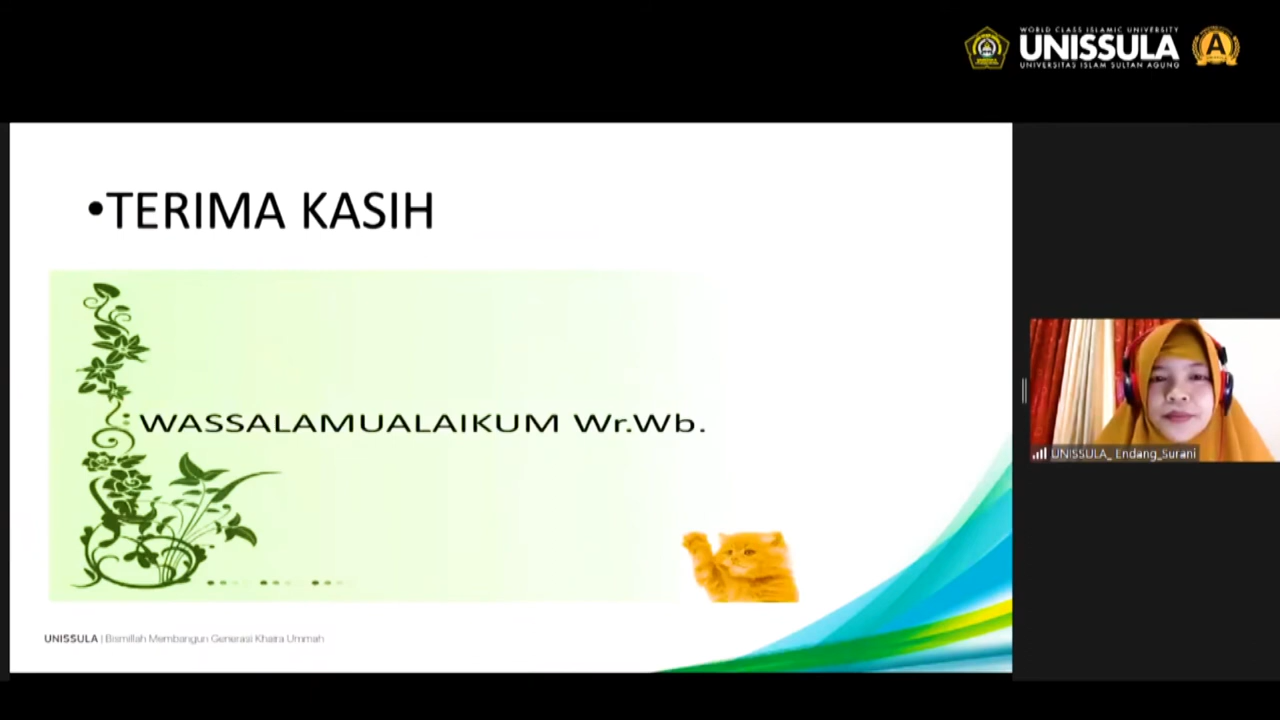 WORLD CLASS ISLAMIC UNIVERSITY
UNISSULA
UNIVERSITAS ISLAM SULTAN AGUNG
A
•TERIMA KASIH
: WASSALAMUALAIKUM Wr.Wb.
UNISSULA_ Endang_Surani
UNISSULA | Bismillah Membangun Generasi Khaira Ummah